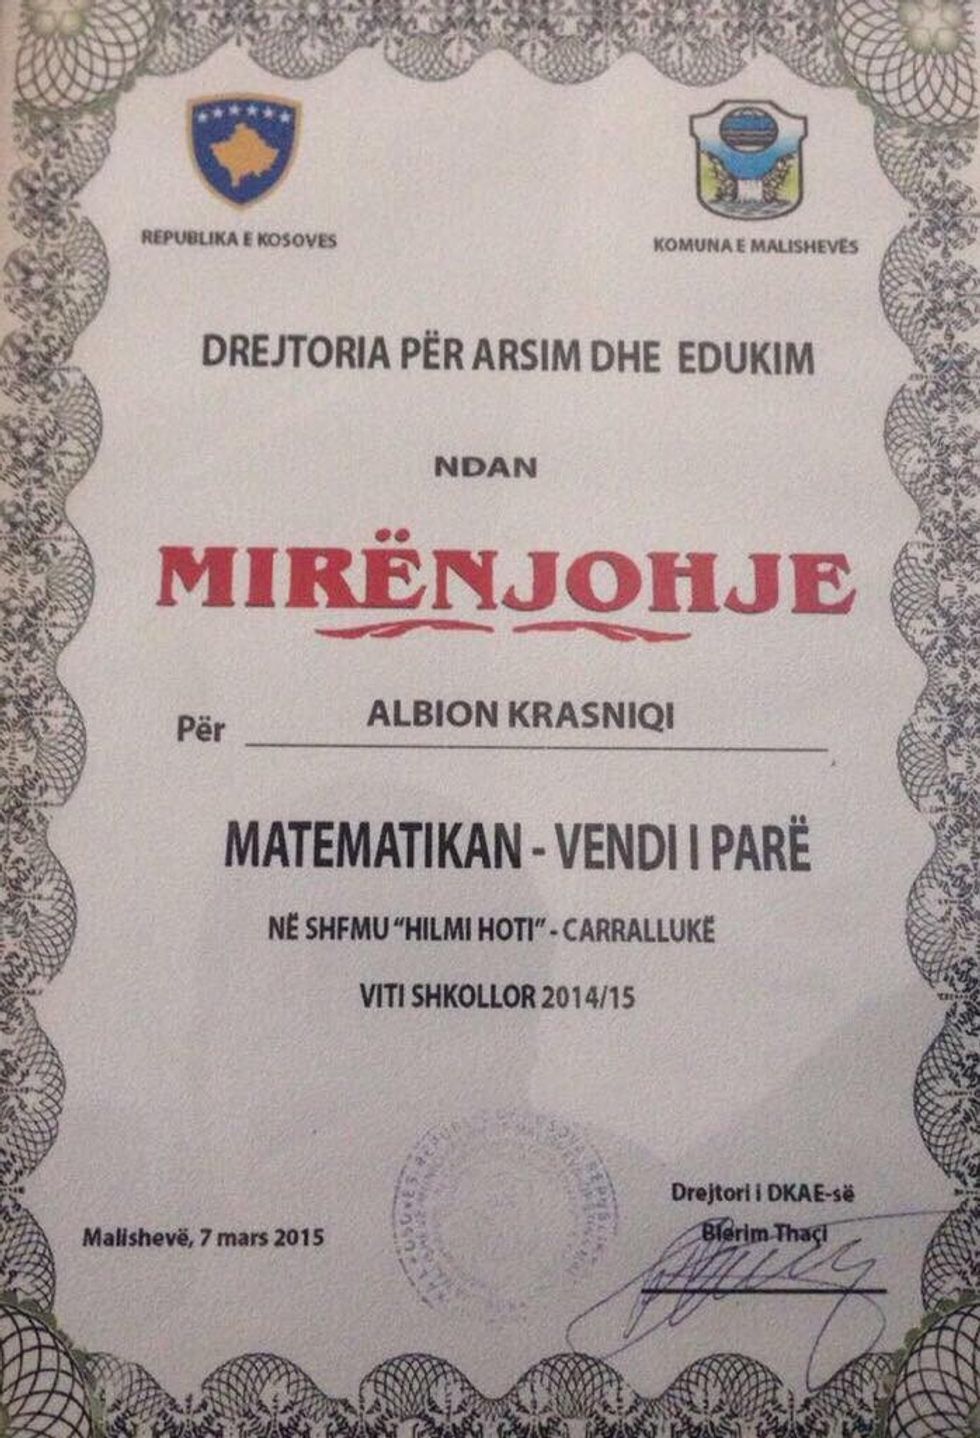 REPUBLIKA E KOSOVES
KOMUNA E MALISHEVËS
DREJTORIA PËR ARSIM DHE EDUKIM
NDAN
MIRËNJOHJE
Për ALBION KRASNIQI
MATEMATIKAN - VENDI I PARË
NË SHFMU “HILMI HOTI” - CARRALLUKË
VITI SHKOLLOR 2014/15
Drejtori i DKAE-së
Malishevë, 7 mars 2015
Blerim Thaçi